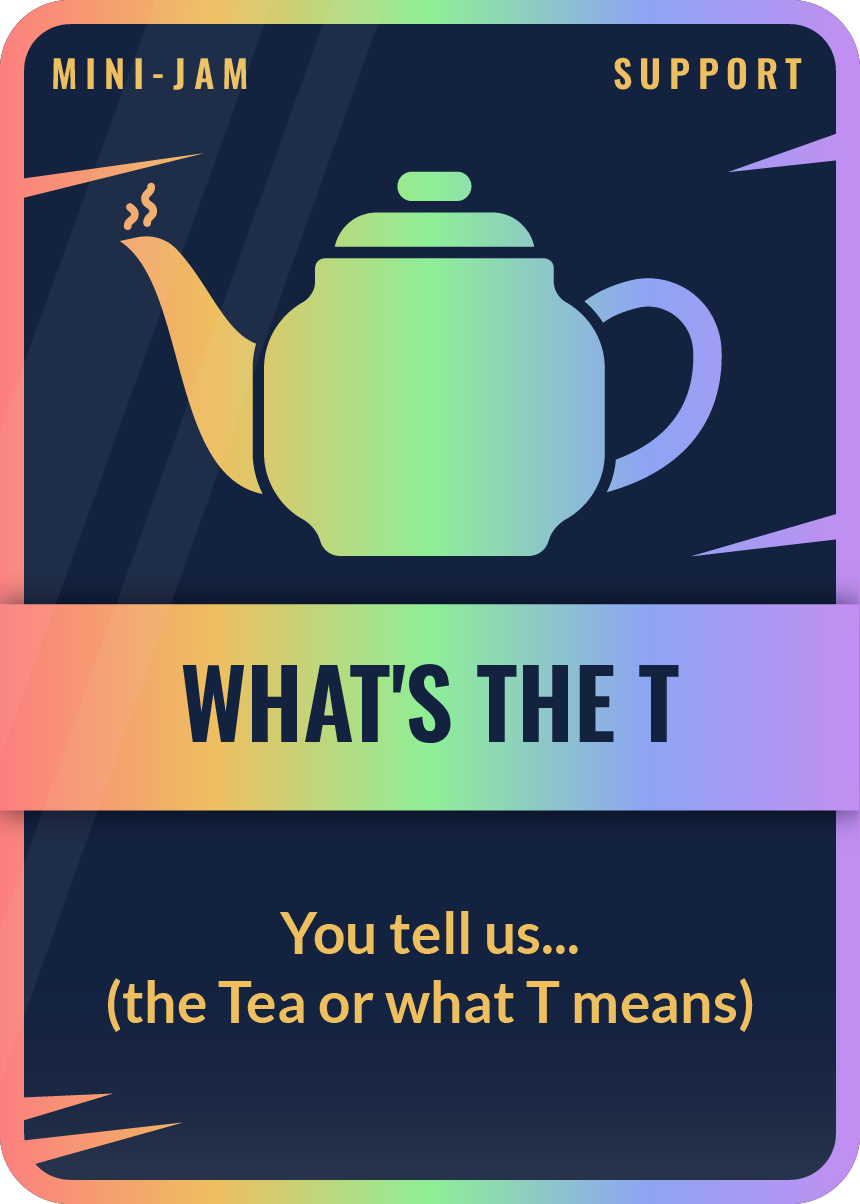 MINI-JAM
SUPPORT
WHAT'S THE T
You tell us...
(the Tea or what T means)